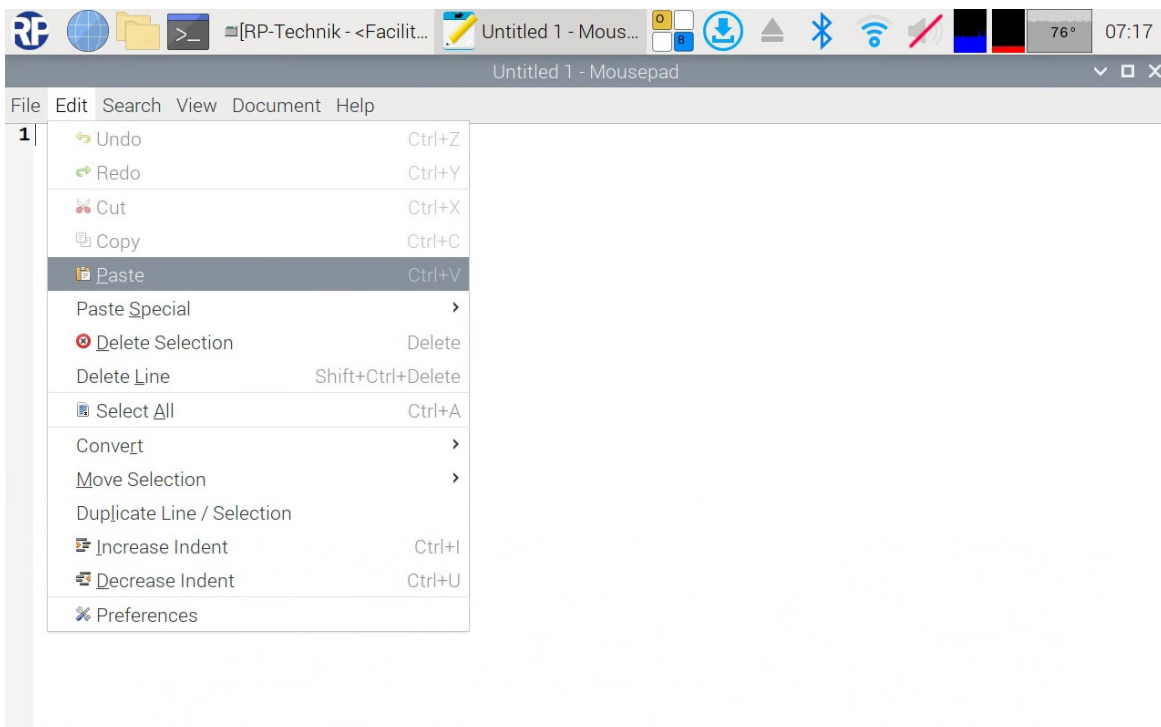 RP >_ [RP-Technik - <Facilit... Untitled 1 - Mous... O B 76° 07:17
Untitled 1 - Mousepad
File Edit Search View Document Help
1
Undo Ctrl+Z
Redo Ctrl+Y
Cut Ctrl+X
Copy Ctrl+C
Paste Ctrl+V
Paste Special
Delete Selection Delete
Delete Line Shift+Ctrl+Delete
Select All Ctrl+A
Convert
Move Selection
Duplicate Line / Selection
Increase Indent Ctrl+I
Decrease Indent Ctrl+U
Preferences